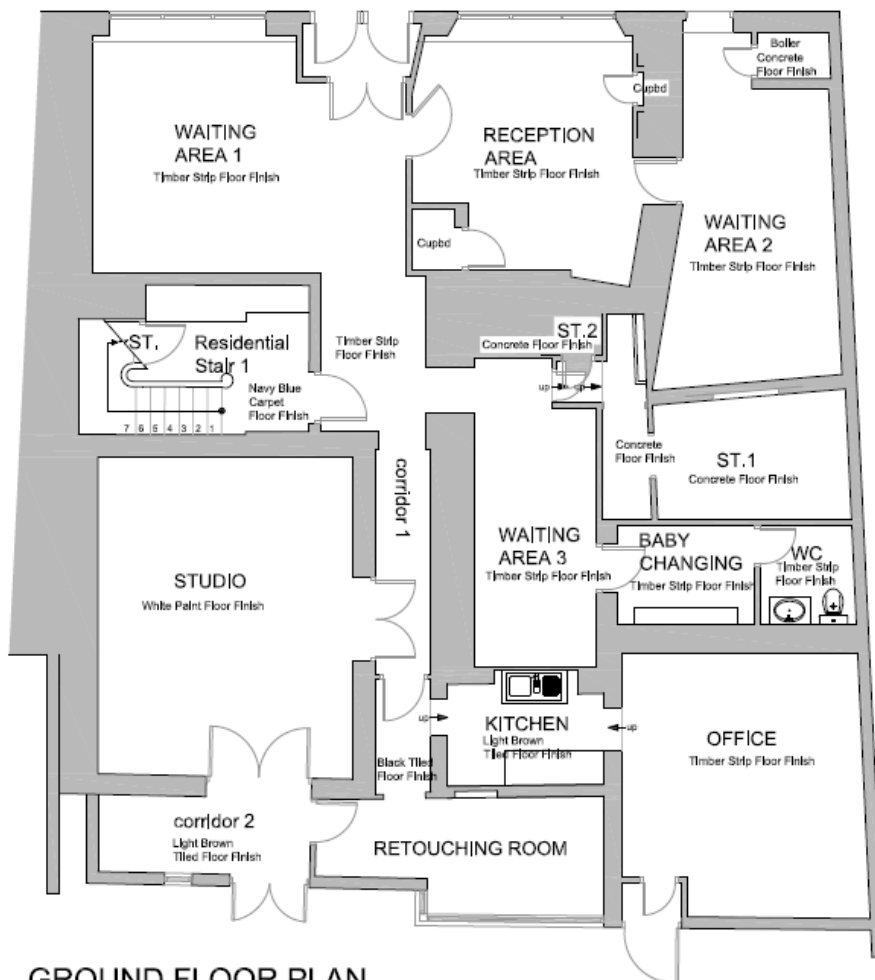 Boiler
Concrete
Floor Finish
Cupbd
WAITING
AREA 1
Timber Strip Floor Finish
RECEPTION
AREA
Timber Strip Floor Finish
WAITING
AREA 2
Timber Strip Floor Finish
Cupbd
ST.
Residential
Stair 1
Navy Blue
Carpet
Floor Finish
7 6 5 4 3 2 1
Timber Strip
Floor Finish
ST.2
Concrete Floor Finish
up
up
Concrete
Floor Finish
ST.1
Concrete Floor Finish
corridor 1
WAITING
AREA 3
Timber Strip Floor Finish
BABY
CHANGING
Timber Strip Floor Finish
WC
Timber Strip
Floor Finish
STUDIO
White Paint Floor Finish
up
KITCHEN
Light Brown
Tiled Floor Finish
up
OFFICE
Timber Strip Floor Finish
Black Tiled
Floor Finish
corridor 2
Light Brown
Tiled Floor Finish
RETOUCHING ROOM
GROUND FLOOR PLAN